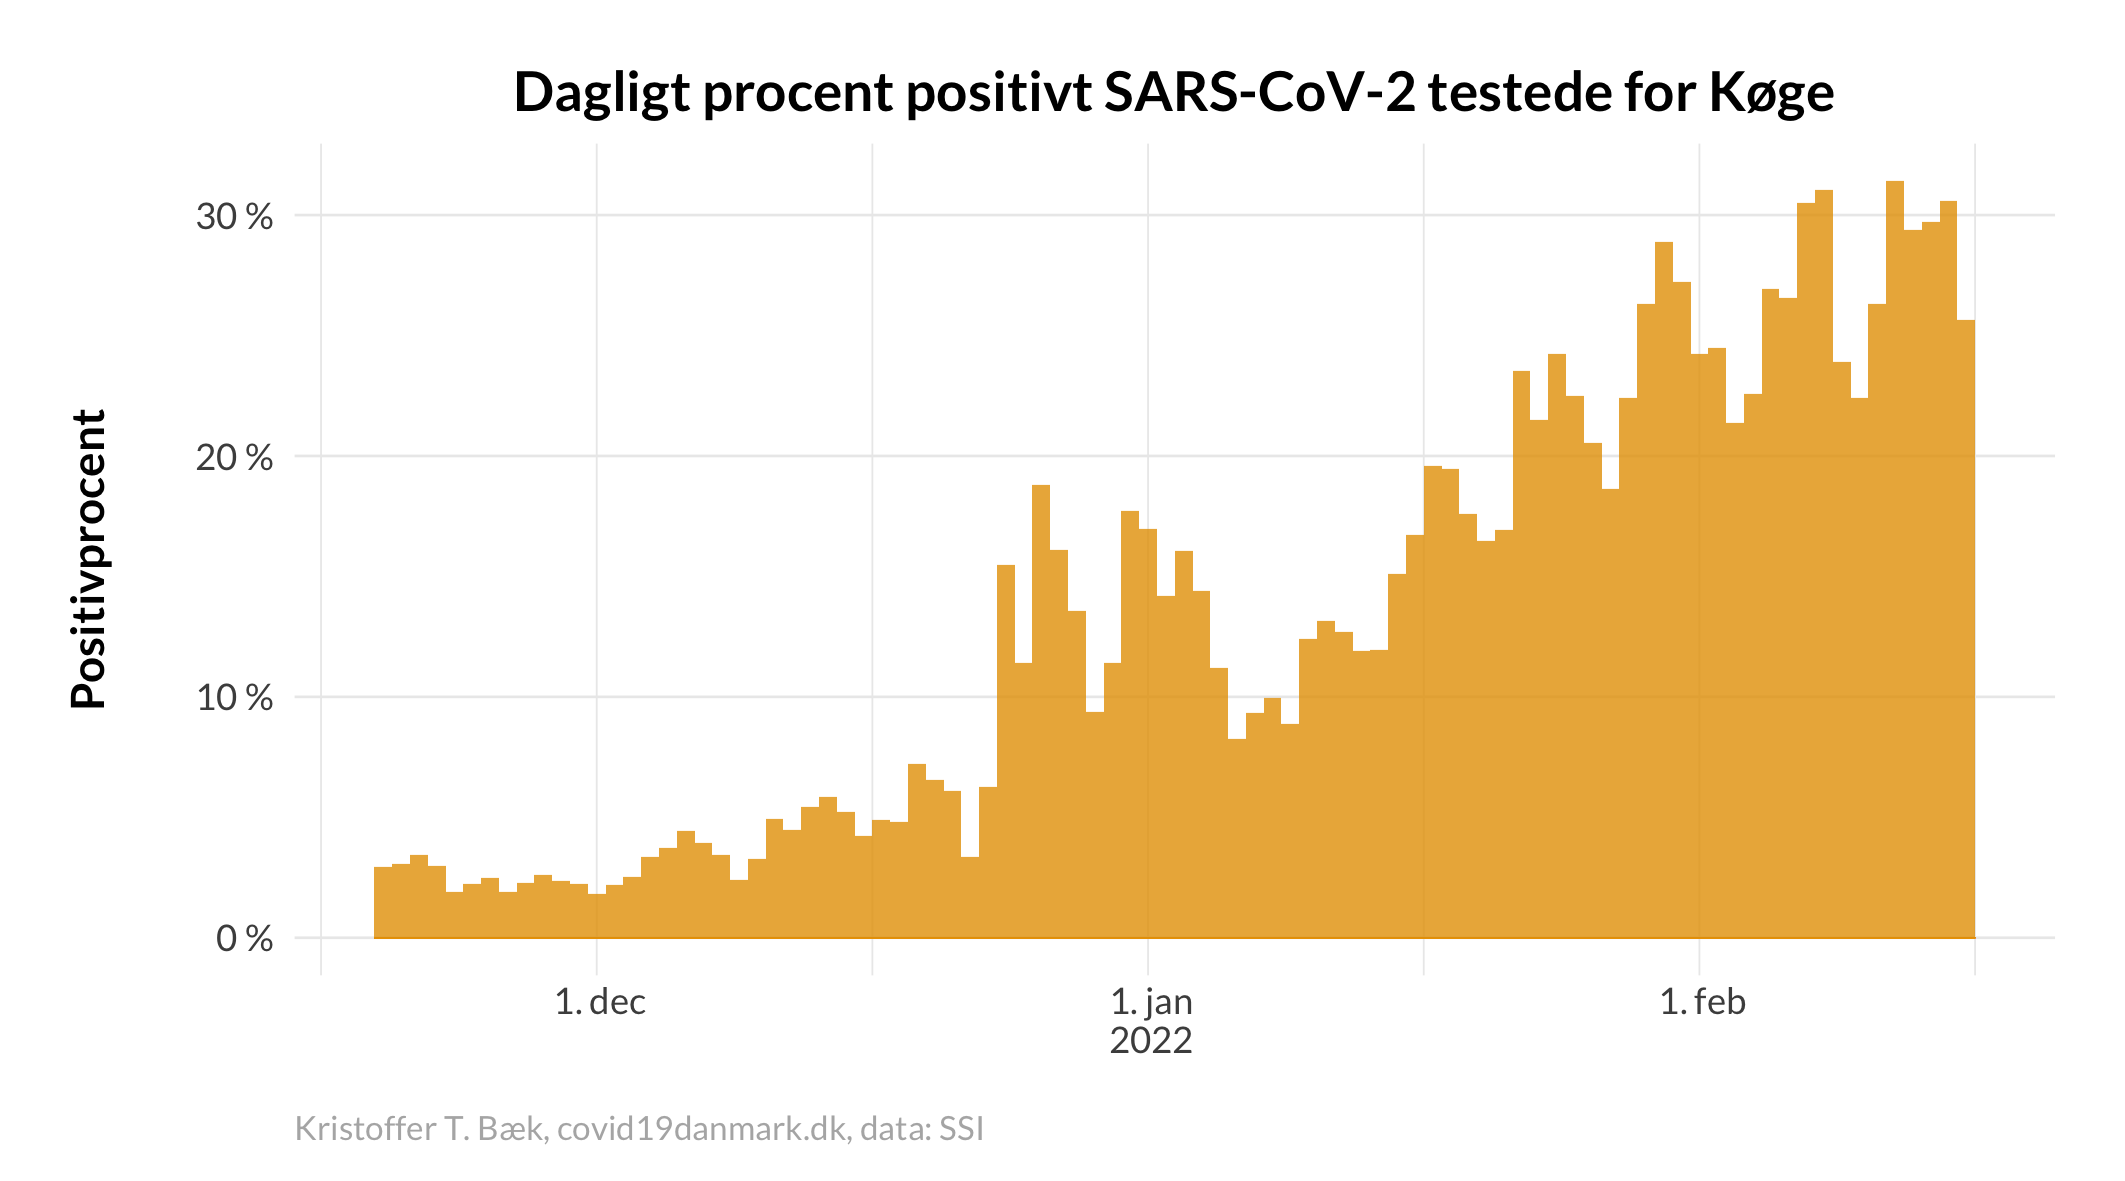 Dagligt procent positivt SARS-CoV-2 testede for Køge
Positivprocent
30 %
20 %
10 %
0 %
1. dec
1. jan
2022
1. feb
Kristoffer T. Bæk, covid19danmark.dk, data: SSI